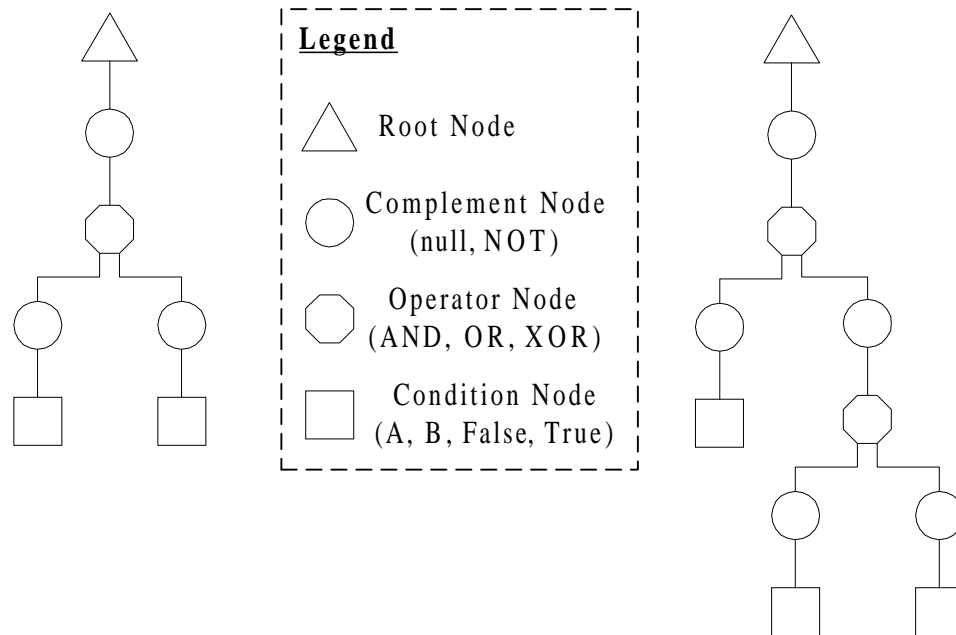 Legend
Root Node
Complement Node
(null, NOT)
Operator Node
(AND, OR, XOR)
Condition Node
(A, B, False, True)